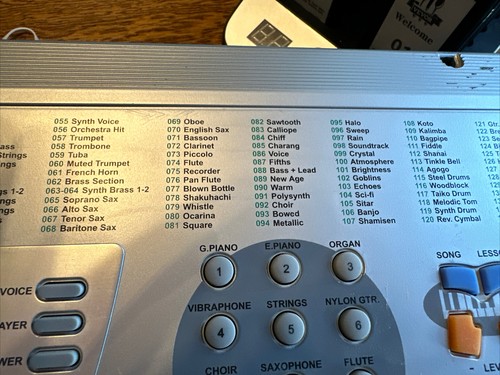 Welcome
055 Synth Voice
056 Orchestra Hit
057 Trumpet
058 Trombone
059 Tuba
060 Muted Trumpet
061 French Horn
062 Brass Section
063-064 Synth Brass 1-2
065 Soprano Sax
066 Alto Sax
067 Tenor Sax
068 Baritone Sax
069 Oboe
070 English Sax
071 Bassoon
072 Clarinet
073 Piccolo
074 Flute
075 Recorder
076 Pan Flute
077 Blown Bottle
078 Shakuhachi
079 Whistle
080 Ocarina
081 Square
082 Sawtooth
083 Calliope
084 Chiff
085 Charang
086 Voice
087 Fifths
088 Bass + Lead
089 New Age
090 Warm
091 Polysynth
092 Choir
093 Bowed
094 Metallic
095 Halo
096 Sweep
097 Rain
098 Soundtrack
099 Crystal
100 Atmosphere
101 Brightness
102 Goblins
103 Echoes
104 Sci-fi
105 Sitar
106 Banjo
107 Shamisen
108 Koto
109 Kalimba
110 Bagpipe
111 Fiddle
112 Shanai
113 Tinkle Bell
114 Agogo
115 Steel Drums
116 Woodblock
117 Taiko Drum
118 Melodic Tom
119 Synth Drum
120 Rev. Cymbal
121 Gtr.
122 Br
123
124
125
126
G.PIANO
E.PIANO
ORGAN
1
2
3
VIBRAPHONE
STRINGS
NYLON GTR.
4
5
6
CHOIR
SAXOPHONE
FLUTE
SONG
VOICE